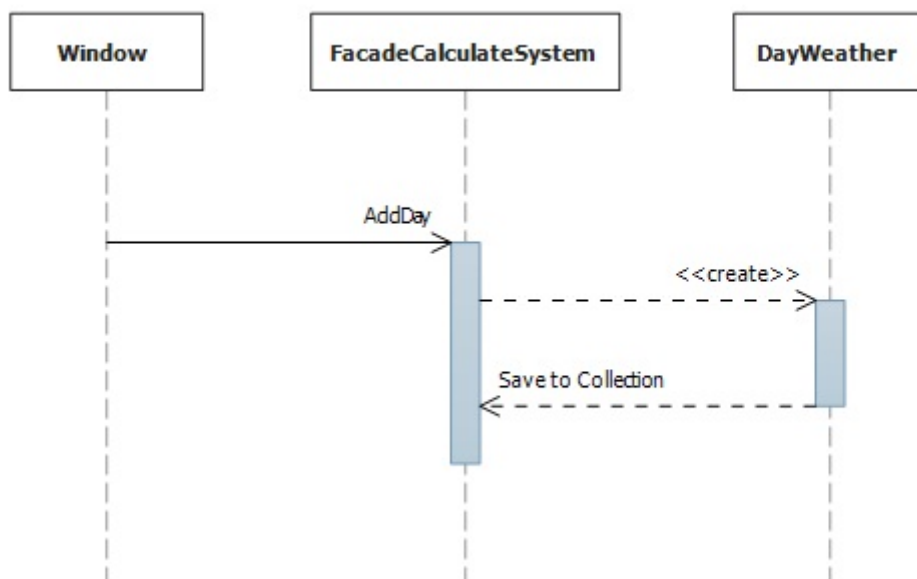 Window
FacadeCalculateSystem
DayWeather
AddDay
<<create>>
Save to Collection